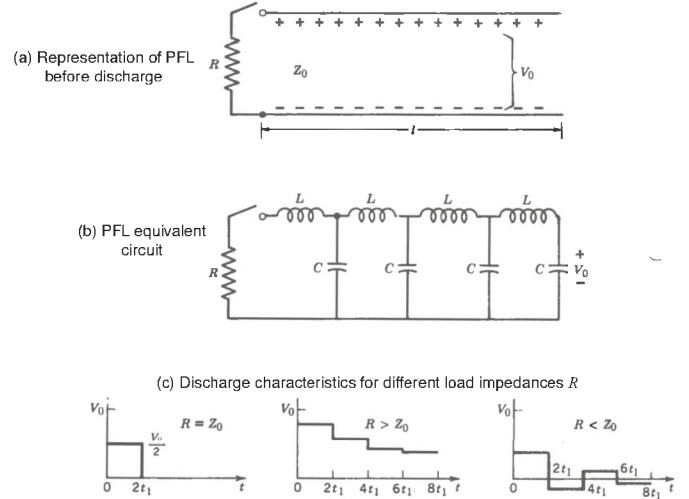 (a) Representation of PFL
before discharge
R
Z₀
V₀
+ + + + + + + + + + + + +
− − − − − − − − − − − −
l
(b) PFL equivalent
circuit
L L L L
R
C C C C
+
V₀
−
(c) Discharge characteristics for different load impedances R
V₀
R = Z₀
V₀/2
0 2t₁ t
V₀
R > Z₀
0 2t₁ 4t₁ 6t₁ 8t₁ t
V₀
R < Z₀
0 2t₁ 4t₁ 6t₁ 8t₁ t